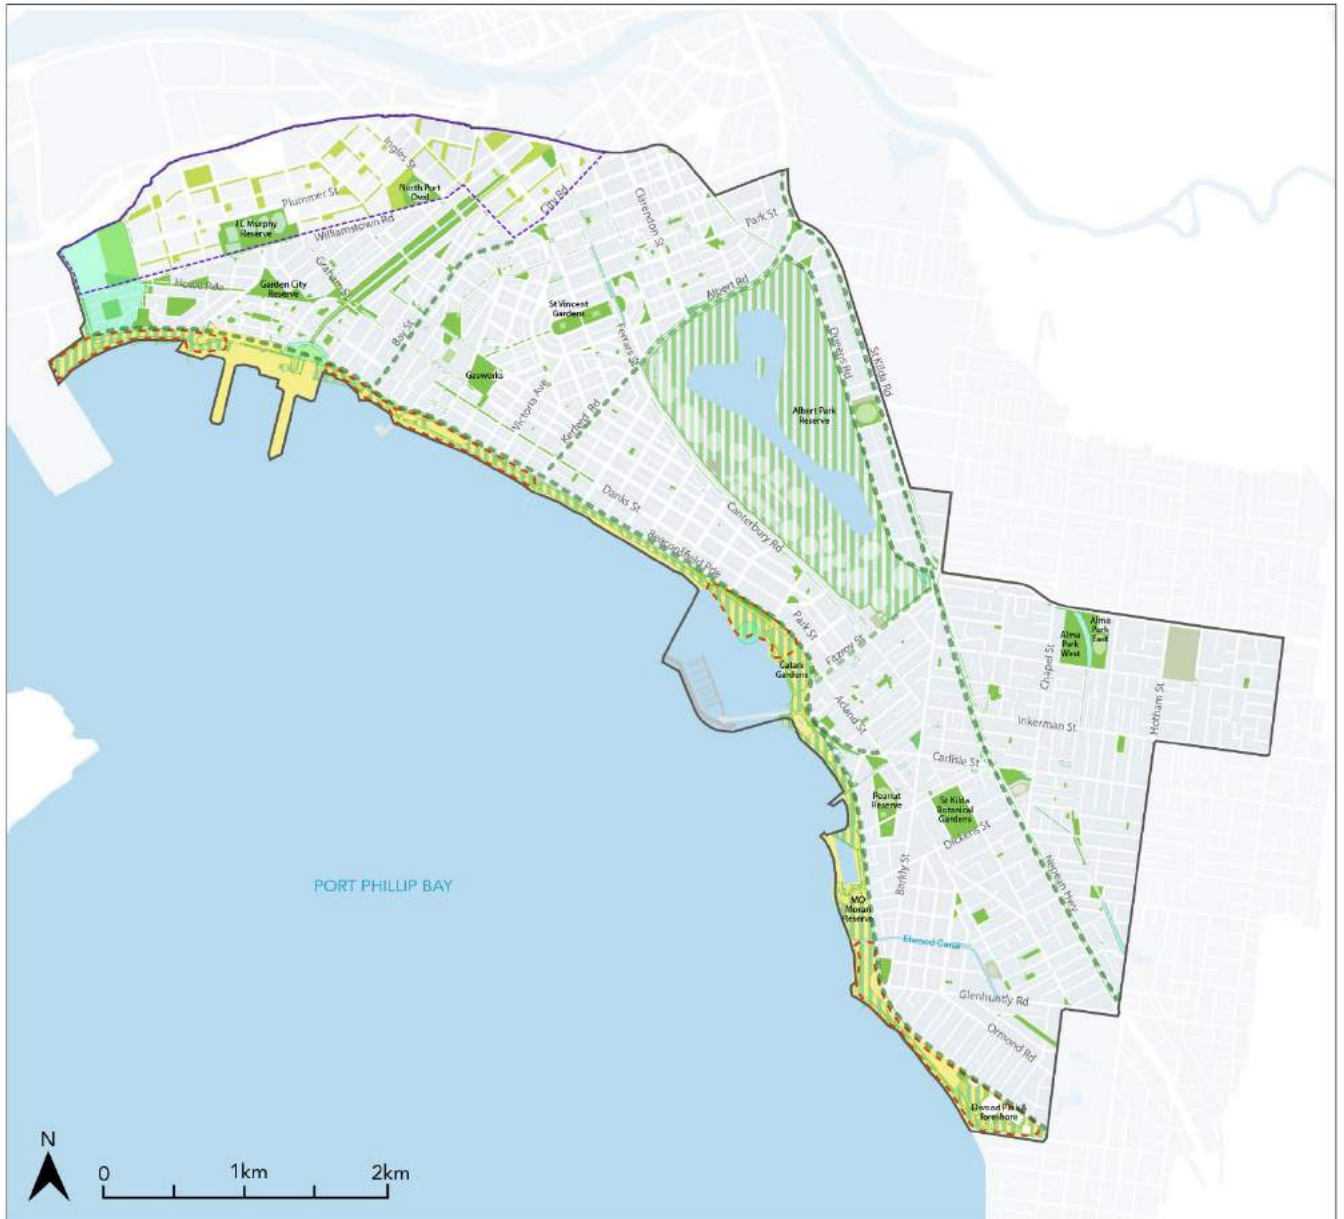 Ingles St
Plummer St
North Port
Oval
City Rd
Clarendon St
Park St
J.L Murphy
Reserve
Williamstown Rd
Howe Pde
Garden City
Reserve
Graham St
St Vincent
Gardens
Albert Rd
Bay St
Ferrars St
Queens Rd
St Kilda Rd
Gasworks
Victoria Ave
Kerferd Rd
Albert Park
Reserve
Danks St
Canterbury Rd
Beaconsfield Pde
Park St
Fitzroy St
Catani
Gardens
Alma
Park
West
Alma
Park
East
Chapel St
Hotham St
Acland St
Inkerman St
Carlisle St
Peanut
Reserve
St Kilda
Botanical
Gardens
Dickens St
Barkly St
Nepean Hwy
PORT PHILLIP BAY
MO
Moran
Reserve
Elwood Canal
Glenhuntly Rd
Ormond Rd
Elwood Park &
foreshore
N
0
1km
2km